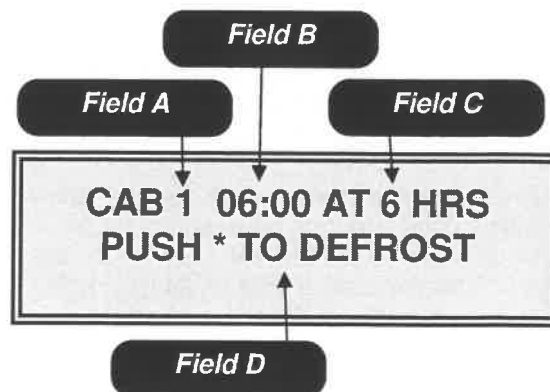 Field B
Field A
Field C
CAB 1 06:00 AT 6 HRS
PUSH * TO DEFROST
Field D